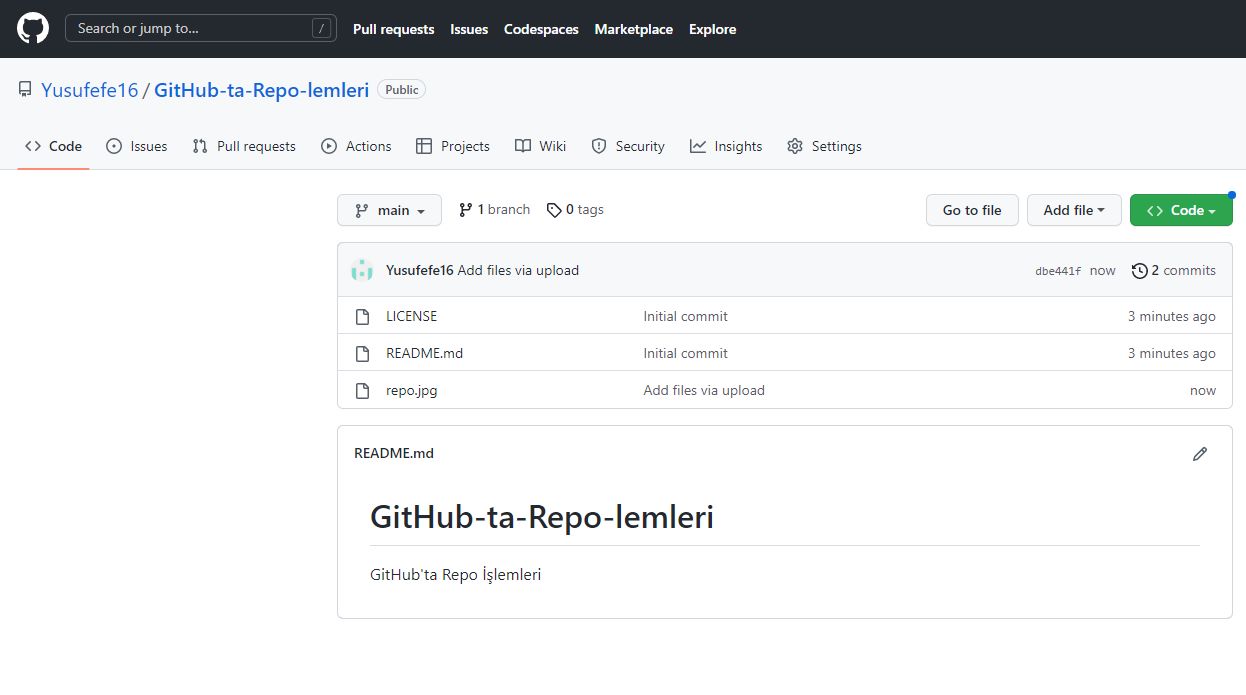 Search or jump to... /
Pull requests Issues Codespaces Marketplace Explore
Yusufefe16 / GitHub-ta-Repo-lemleri Public
Code Issues Pull requests Actions Projects Wiki Security Insights Settings
main 1 branch 0 tags Go to file Add file Code
Yusufefe16 Add files via upload dbe441f now 2 commits
LICENSE Initial commit 3 minutes ago
README.md Initial commit 3 minutes ago
repo.jpg Add files via upload now
README.md
GitHub-ta-Repo-lemleri
GitHub'ta Repo İşlemleri